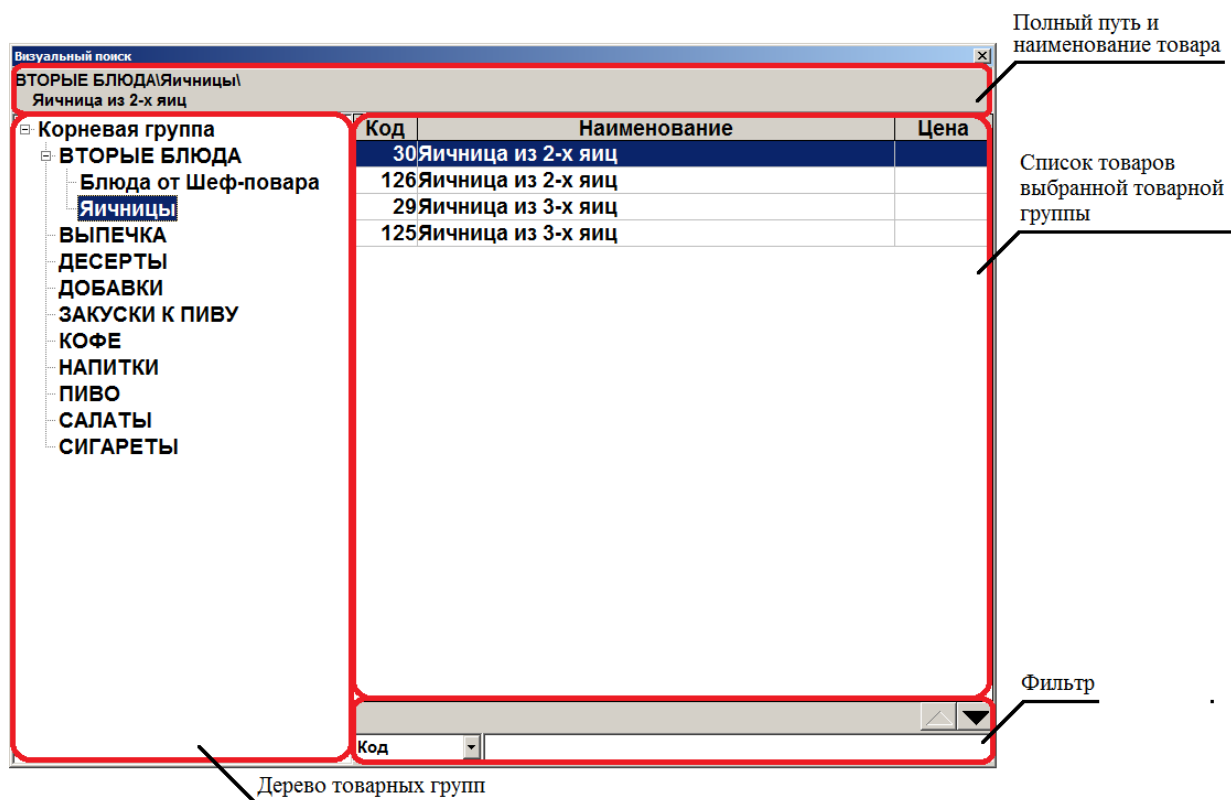 Полный путь и
наименование товара
Визуальный поиск
ВТОРЫЕ БЛЮДА\Яичницы\
Яичница из 2-х яиц
Корневая группа
ВТОРЫЕ БЛЮДА
Блюда от Шеф-повара
Яичницы
ВЫПЕЧКА
ДЕСЕРТЫ
ДОБАВКИ
ЗАКУСКИ К ПИВУ
КОФЕ
НАПИТКИ
ПИВО
САЛАТЫ
СИГАРЕТЫ
Код Наименование Цена
30 Яичница из 2-х яиц
126 Яичница из 2-х яиц
29 Яичница из 3-х яиц
125 Яичница из 3-х яиц
Список товаров
выбранной товарной
группы
Фильтр
.
Код
Дерево товарных групп